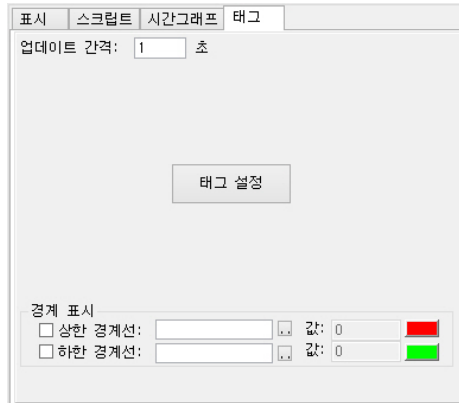 표시 스크립트 시간그래프 태그
업데이트 간격: 1 초
태그 설정
경계 표시
상한 경계선: .. 값: 0
하한 경계선: .. 값: 0